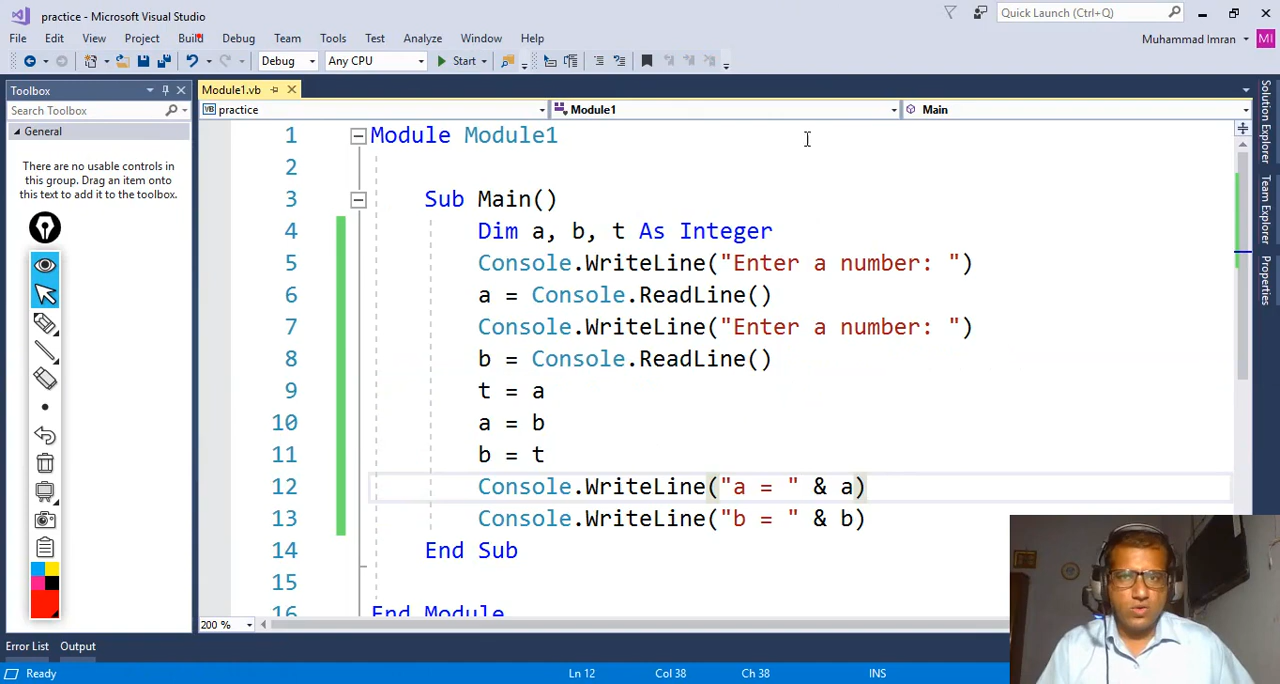 practice - Microsoft Visual Studio
Quick Launch (Ctrl+Q)
File Edit View Project Build Debug Team Tools Test Analyze Window Help
Muhammad Imran MI
Debug Any CPU Start
Toolbox
Search Toolbox
General
There are no usable controls in
this group. Drag an item onto
this text to add it to the toolbox.
Module1.vb
practice Module1 Main
1 Module Module1
2
3 Sub Main()
4 Dim a, b, t As Integer
5 Console.WriteLine("Enter a number: ")
6 a = Console.ReadLine()
7 Console.WriteLine("Enter a number: ")
8 b = Console.ReadLine()
9 t = a
10 a = b
11 b = t
12 Console.WriteLine("a = " & a)
13 Console.WriteLine("b = " & b)
14 End Sub
15
16 End Module
200 %
Solution Explorer
Team Explorer
Properties
Error List Output
Ready Ln 12 Col 38 Ch 38 INS